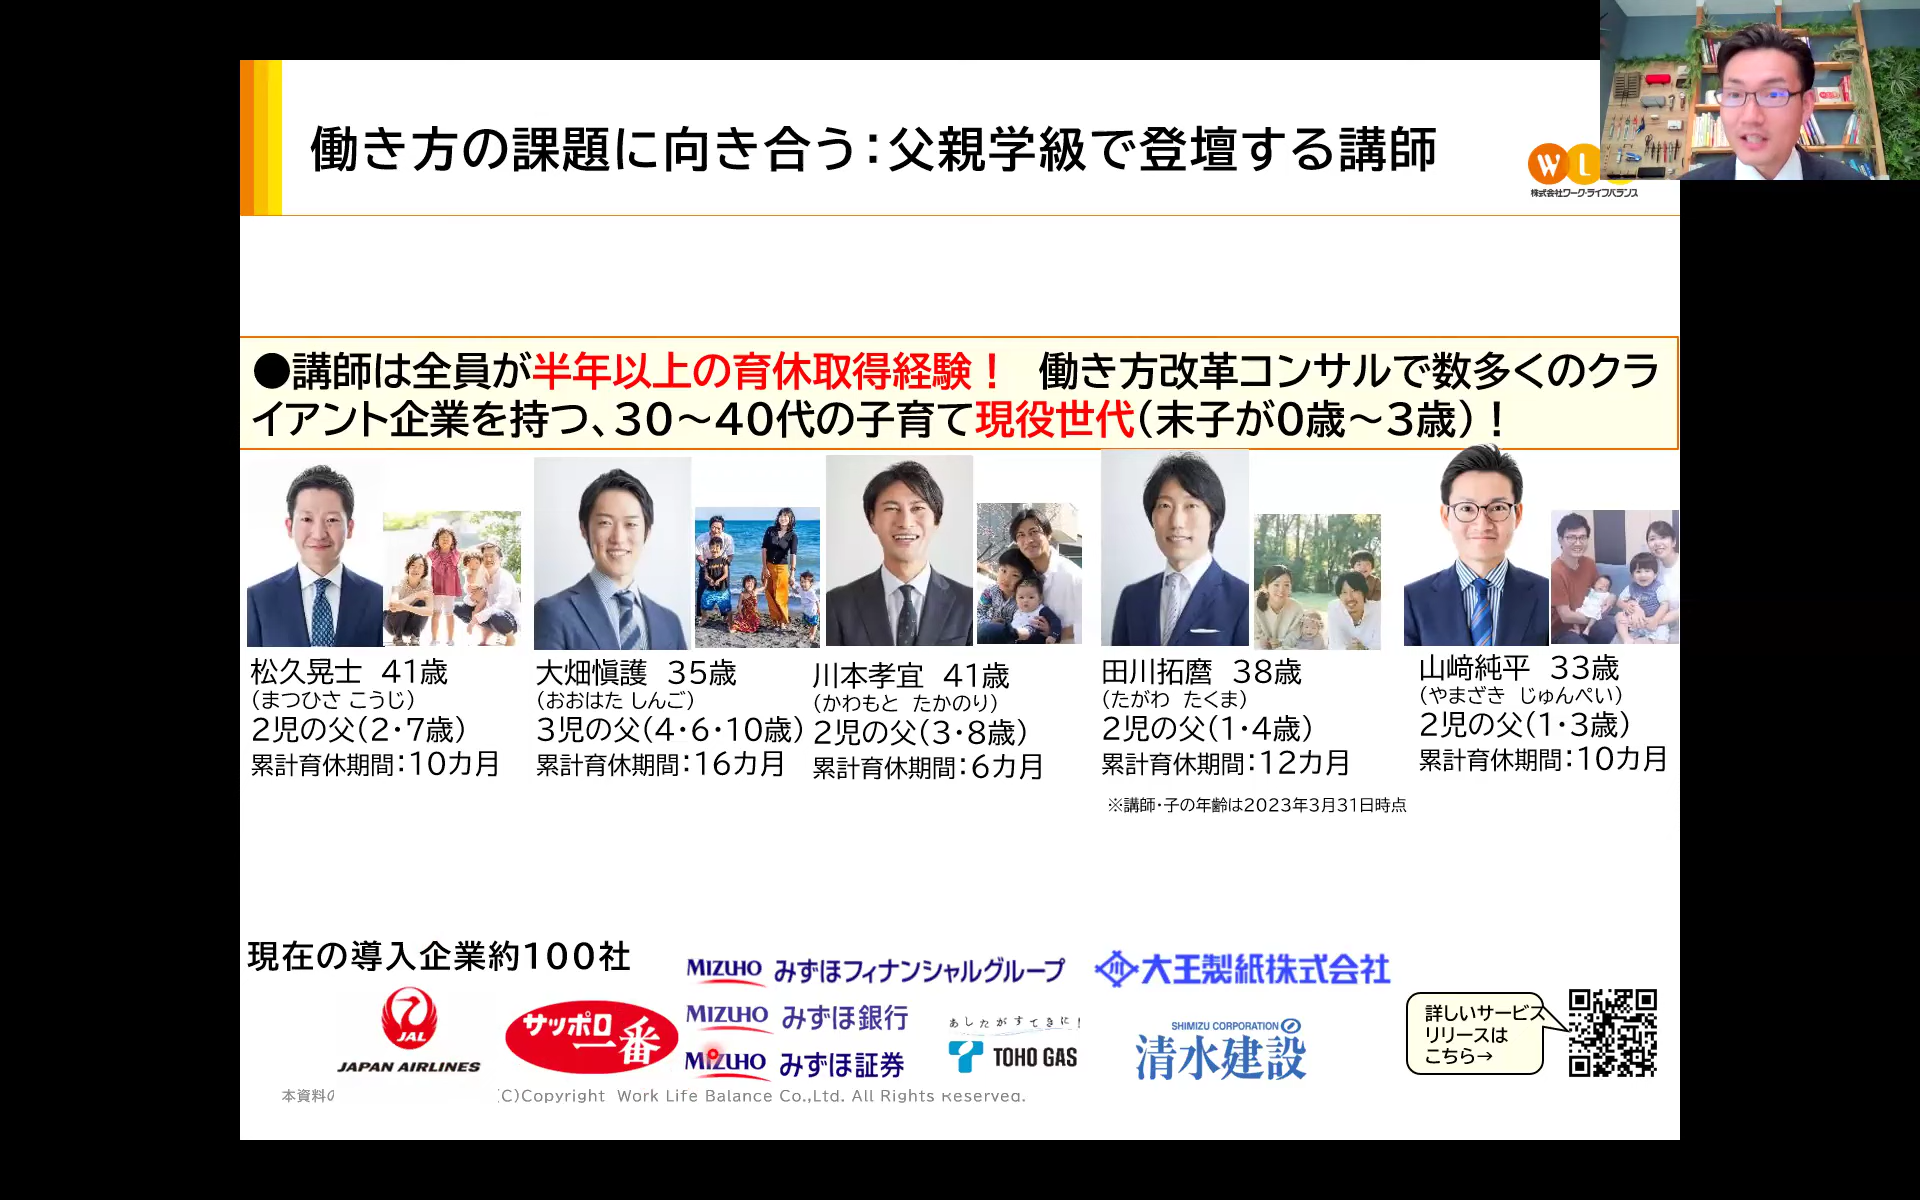 働き方の課題に向き合う：父親学級で登壇する講師
W L
株式会社ワーク・ライフバランス
●講師は全員が半年以上の育休取得経験！ 働き方改革コンサルで数多くのクラ
イアント企業を持つ、30～40代の子育て現役世代（末子が0歳～3歳）！
松久晃士 41歳
（まつひさ こうじ）
2児の父（2・7歳）
累計育休期間：10カ月
大畑愼護 35歳
（おおはた しんご）
3児の父（4・6・10歳）
累計育休期間：16カ月
川本孝宜 41歳
（かわもと たかのり）
2児の父（3・8歳）
累計育休期間：6カ月
田川拓麿 38歳
（たがわ たくま）
2児の父（1・4歳）
累計育休期間：12カ月
山﨑純平 33歳
（やまざき じゅんぺい）
2児の父（1・3歳）
累計育休期間：10カ月
※講師・子の年齢は2023年3月31日時点
現在の導入企業約100社
JAL
JAPAN AIRLINES
サッポロ
一番
MIZUHO みずほフィナンシャルグループ
MIZUHO みずほ銀行
MIZUHO みずほ証券
あしたがすてきに！
TOHO GAS
大王製紙株式会社
SHIMIZU CORPORATION
清水建設
詳しいサービス
リリースは
こちら→
本資料の
(C)Copyright Work Life Balance Co.,Ltd. All Rights Reserved.